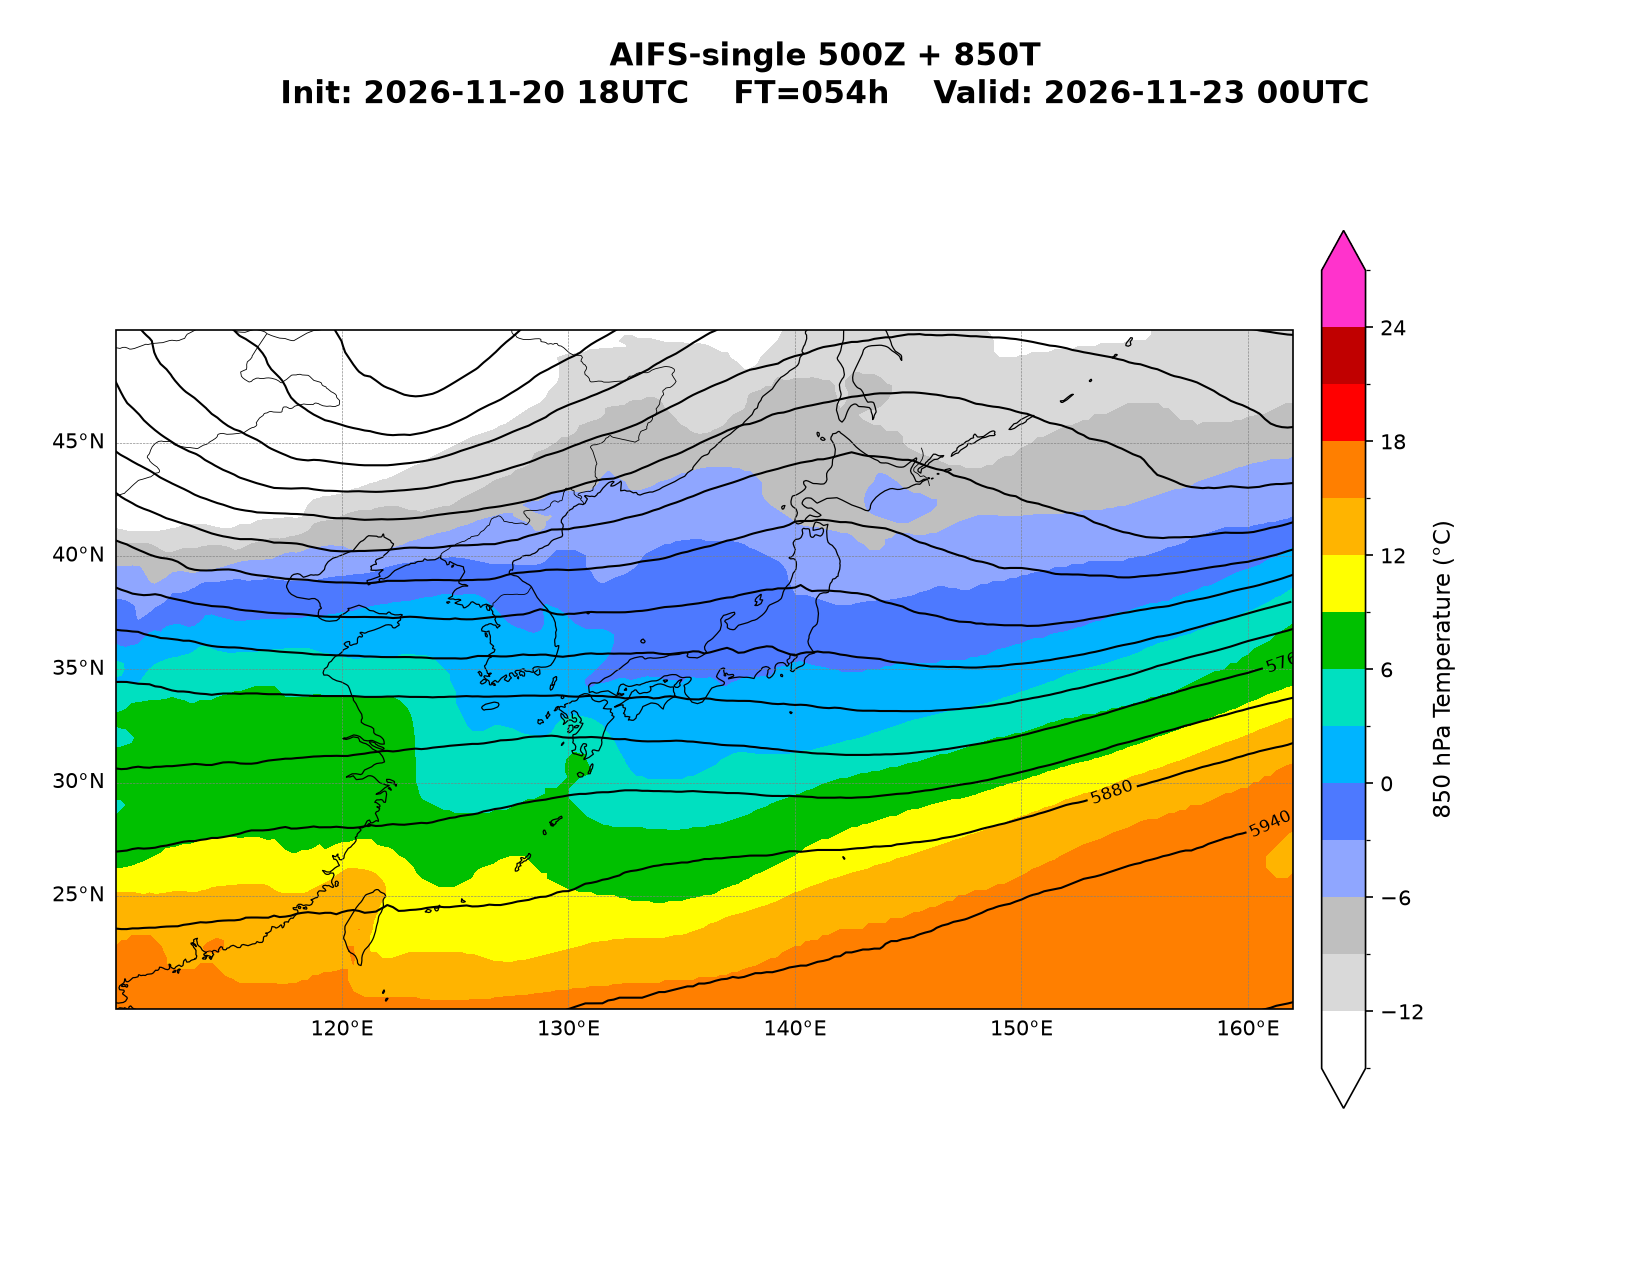 AIFS-single 500Z + 850T
Init: 2026-11-20 18UTC    FT=054h    Valid: 2026-11-23 00UTC
24
18
12
6
0
−6
−12
850 hPa Temperature (°C)
45°N
40°N
35°N
30°N
25°N
576
5880
5940
120°E
130°E
140°E
150°E
160°E